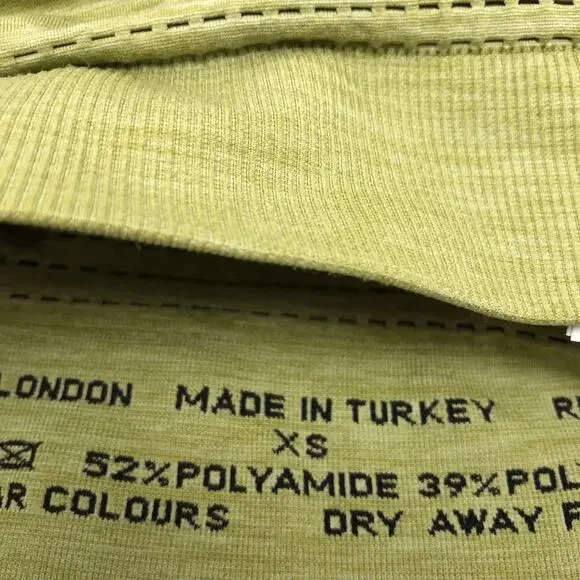 LONDON MADE IN TURKEY
XS
52%POLYAMIDE 39%POL
COLOURS DRY AWAY